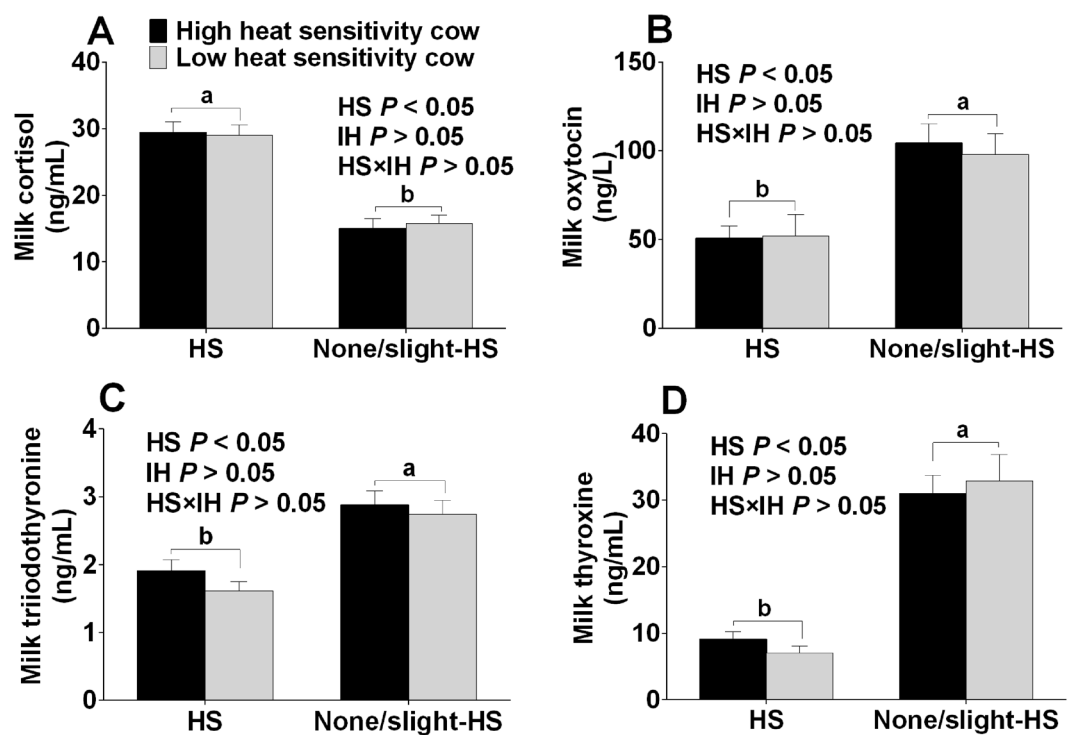 A
High heat sensitivity cow
Low heat sensitivity cow
Milk cortisol
(ng/mL)
40
30
20
10
0
a
b
HS P < 0.05
IH P > 0.05
HS×IH P > 0.05
HS
None/slight-HS
B
Milk oxytocin
(ng/L)
150
100
50
0
HS P < 0.05
IH P > 0.05
HS×IH P > 0.05
b
a
HS
None/slight-HS
C
Milk triiodothyronine
(ng/mL)
4
3
2
1
0
HS P < 0.05
IH P > 0.05
HS×IH P > 0.05
b
a
HS
None/slight-HS
D
Milk thyroxine
(ng/mL)
40
30
20
10
0
HS P < 0.05
IH P > 0.05
HS×IH P > 0.05
b
a
HS
None/slight-HS